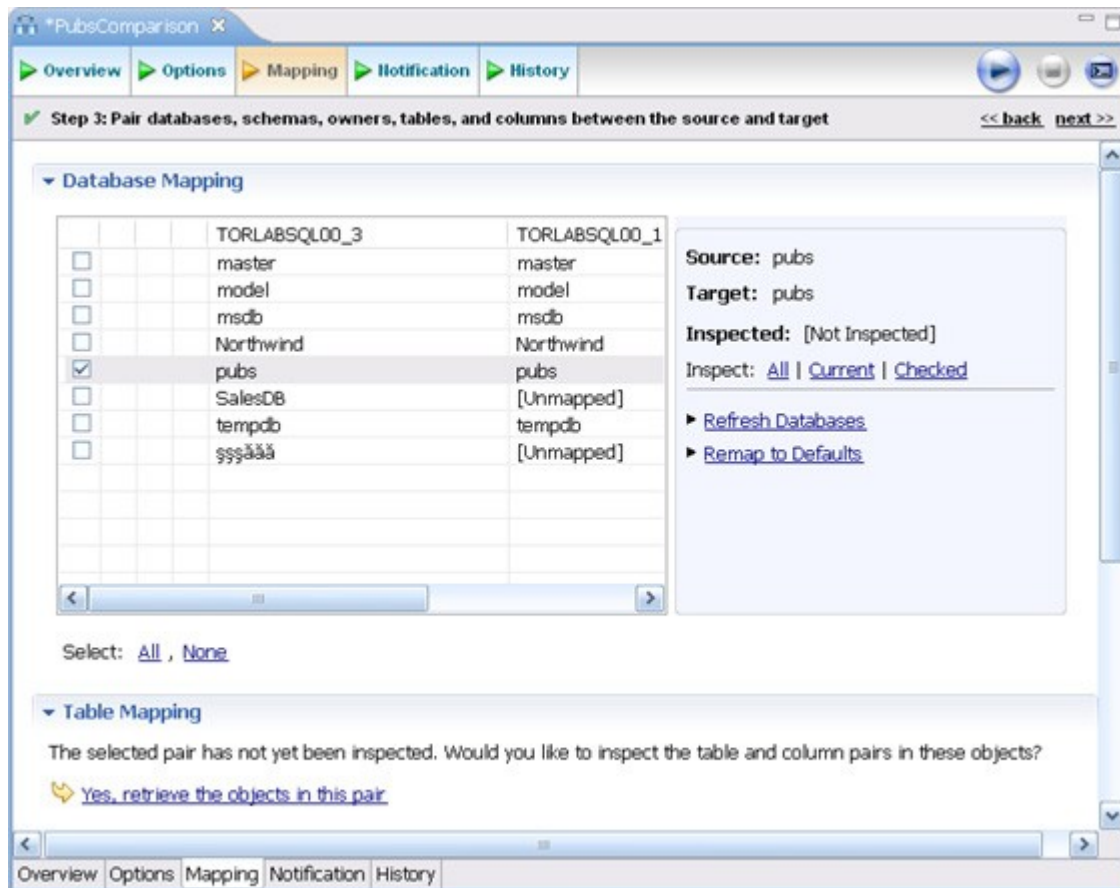 *PubsComparison
Overview Options Mapping Notification History
Step 3: Pair databases, schemas, owners, tables, and columns between the source and target << back next >>
Database Mapping
TORLABSQL00_3 TORLABSQL00_1
master master
model model
msdb msdb
Northwind Northwind
pubs pubs
SalesDB [Unmapped]
tempdb tempdb
şşşăăă [Unmapped]
Source: pubs
Target: pubs
Inspected: [Not Inspected]
Inspect: All | Current | Checked
Refresh Databases
Remap to Defaults
Select: All , None
Table Mapping
The selected pair has not yet been inspected. Would you like to inspect the table and column pairs in these objects?
Yes, retrieve the objects in this pair
Overview Options Mapping Notification History